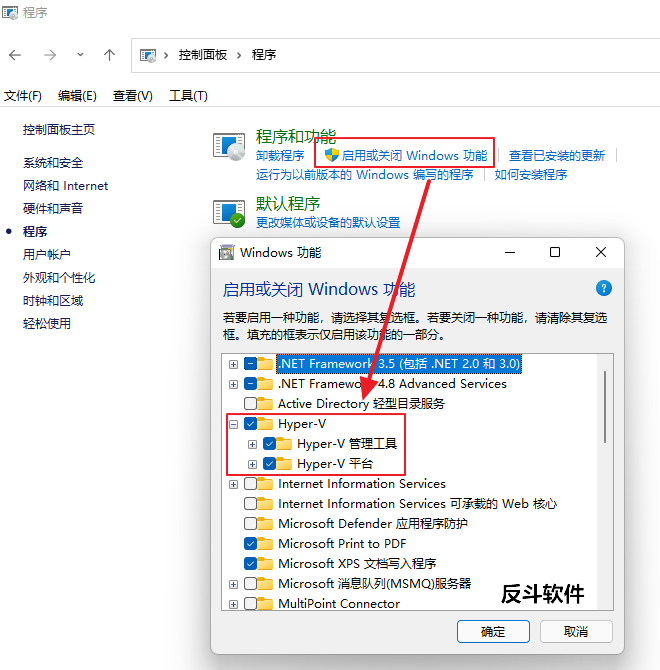 程序
控制面板 程序
文件(F) 编辑(E) 查看(V) 工具(T)
控制面板主页
系统和安全
网络和 Internet
硬件和声音
程序
用户帐户
外观和个性化
时钟和区域
轻松使用
程序和功能
卸载程序 启用或关闭 Windows 功能 查看已安装的更新
运行为以前版本的 Windows 编写的程序 如何安装程序
默认程序
更改媒体或设备的默认设置
Windows 功能
启用或关闭 Windows 功能
若要启用一种功能，请选择其复选框。若要关闭一种功能，请清除其复选
框。填充的框表示仅启用该功能的一部分。
.NET Framework 3.5 (包括 .NET 2.0 和 3.0)
.NET Framework 4.8 Advanced Services
Active Directory 轻型目录服务
Hyper-V
Hyper-V 管理工具
Hyper-V 平台
Internet Information Services
Internet Information Services 可承载的 Web 核心
Microsoft Defender 应用程序防护
Microsoft Print to PDF
Microsoft XPS 文档写入程序
Microsoft 消息队列(MSMQ)服务器
MultiPoint Connector
反斗软件
确定 取消